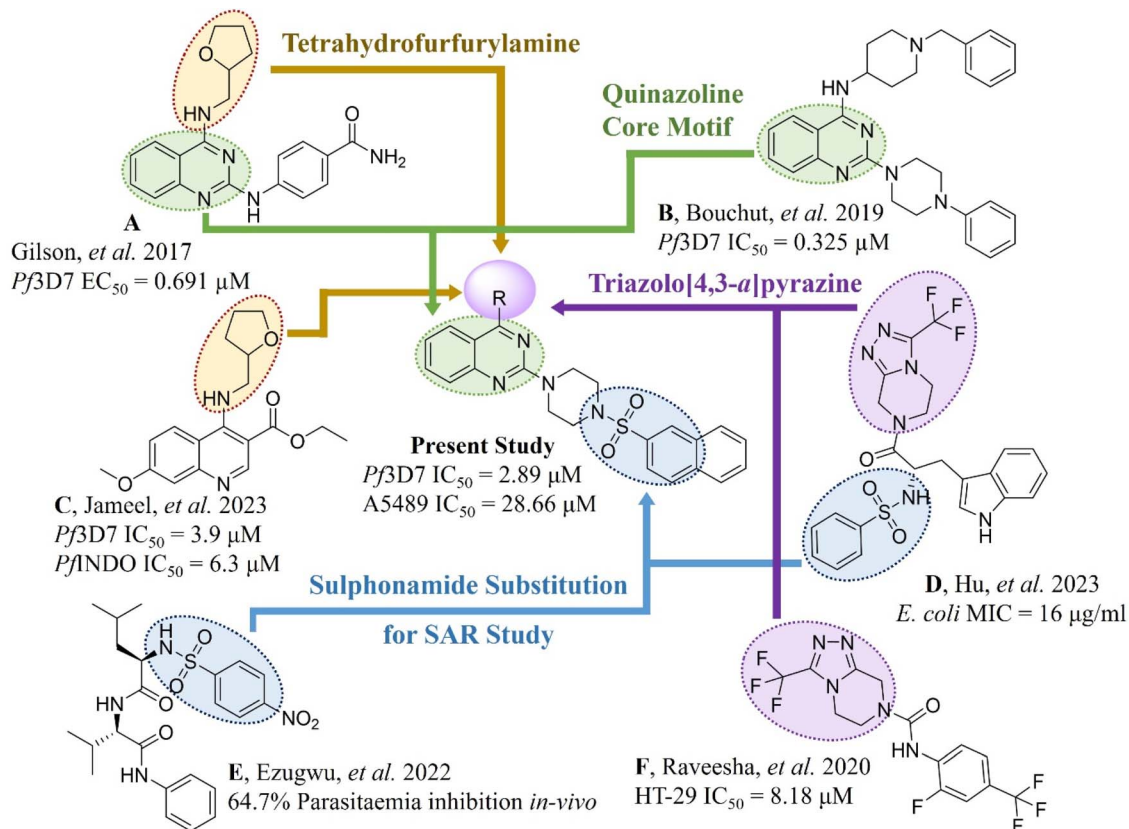 Tetrahydrofurfurylamine
Quinazoline
Core Motif
O
HN
N
N
N
H
O
NH₂
A
Gilson, et al. 2017
Pf3D7 EC₅₀ = 0.691 μM
N
HN
N
N
N
N
B, Bouchut, et al. 2019
Pf3D7 IC₅₀ = 0.325 μM
Triazolo[4,3-a]pyrazine
R
N
N
N
N
O
S
O
Present Study
Pf3D7 IC₅₀ = 2.89 μM
A5489 IC₅₀ = 28.66 μM
O
HN
O
O
O
N
C, Jameel, et al. 2023
Pf3D7 IC₅₀ = 3.9 μM
PfINDO IC₅₀ = 6.3 μM
F
F
F
N
N
N
N
O
O
S
O
NH
N
H
D, Hu, et al. 2023
E. coli MIC = 16 μg/ml
Sulphonamide Substitution
for SAR Study
H
N
O
S
O
O
H
N
NO₂
O
HN
E, Ezugwu, et al. 2022
64.7% Parasitaemia inhibition in-vivo
N
N
F
F
F
N
N
O
HN
F
F
F
F
F, Raveesha, et al. 2020
HT-29 IC₅₀ = 8.18 μM